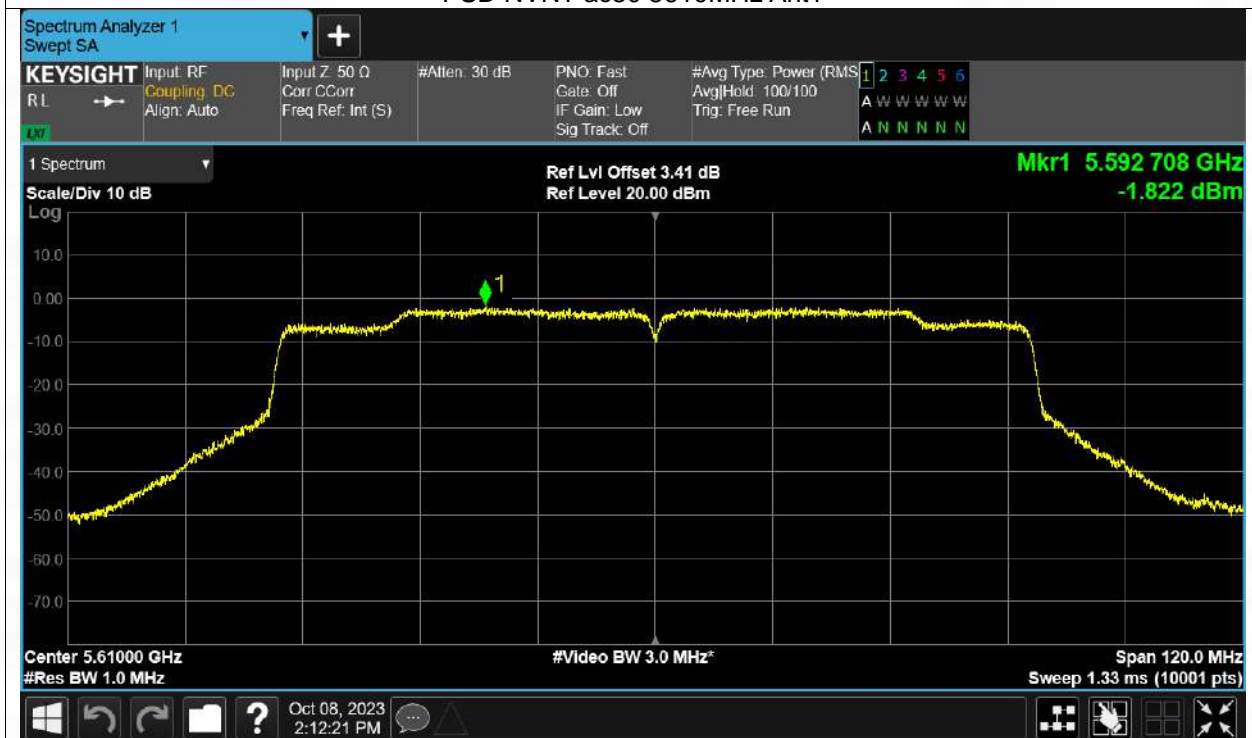 Spectrum Analyzer 1
Swept SA
+
KEYSIGHT
RL
LXI
Input: RF
Coupling: DC
Align: Auto
Input Z: 50 Ω
Corr CCorr
Freq Ref: Int (S)
#Atten: 30 dB
PNO: Fast
Gate: Off
IF Gain: Low
Sig Track: Off
#Avg Type: Power (RMS
Avg|Hold: 100/100
Trig: Free Run
1 2 3 4 5 6
A W W W W W
A N N N N N
1 Spectrum
Scale/Div 10 dB
Log
Ref Lvl Offset 3.41 dB
Ref Level 20.00 dBm
Mkr1 5.592 708 GHz
-1.822 dBm
10.0
0.00
-10.0
-20.0
-30.0
-40.0
-50.0
-60.0
-70.0
1
Center 5.61000 GHz
#Res BW 1.0 MHz
#Video BW 3.0 MHz*
Span 120.0 MHz
Sweep 1.33 ms (10001 pts)
?
Oct 08, 2023
2:12:21 PM